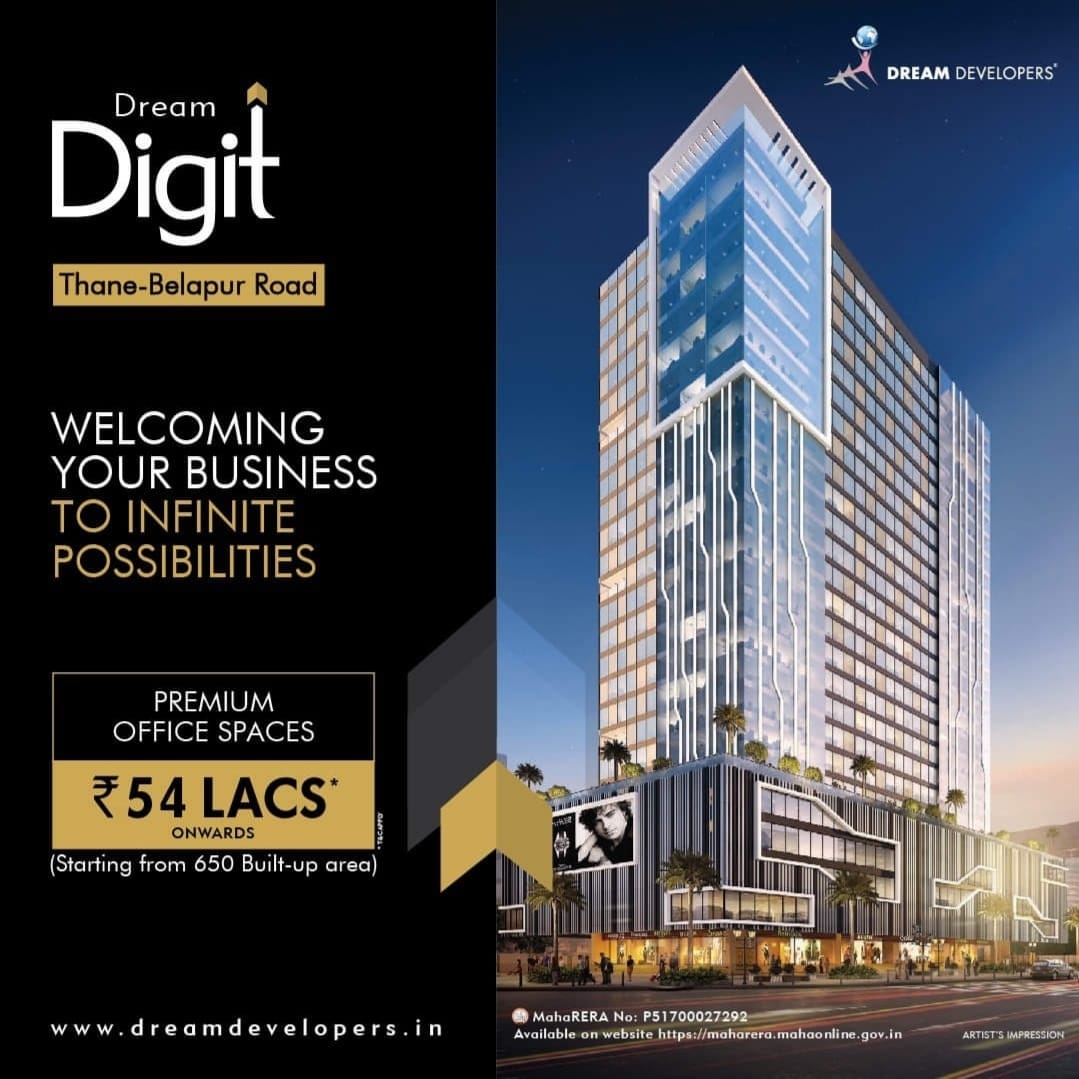 Dream
Digit
Thane-Belapur Road
WELCOMING
YOUR BUSINESS
TO INFINITE
POSSIBILITIES
PREMIUM
OFFICE SPACES
₹54 LACS*
ONWARDS
*T&C APPLY
(Starting from 650 Built-up area)
www.dreamdevelopers.in
DREAM DEVELOPERS®
MahaRERA No: P51700027292
Available on website https://maharera.mahaonline.gov.in
ARTIST'S IMPRESSION